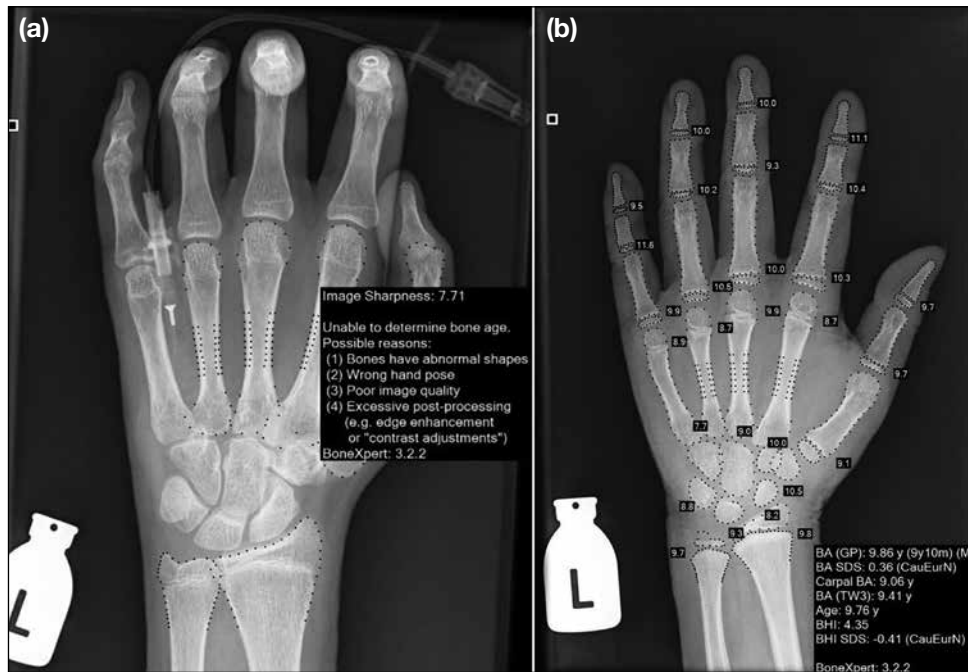 (a)
Image Sharpness: 7.71
Unable to determine bone age.
Possible reasons:
(1) Bones have abnormal shapes
(2) Wrong hand pose
(3) Poor image quality
(4) Excessive post-processing
(e.g. edge enhancement
or "contrast adjustments")
BoneXpert: 3.2.2
L
(b)
10.0
10.0
11.1
9.3
10.2
10.4
9.5
11.6
10.0
10.3
10.5
9.9
8.7
9.9
8.7
8.9
9.7
9.7
7.7
9.0
10.0
9.1
10.5
8.8
8.2
9.3
9.8
9.7
L
BA (GP): 9.86 y (9y10m) (M
BA SDS: 0.36 (CauEurN)
Carpal BA: 9.06 y
BA (TW3): 9.41 y
Age: 9.76 y
BHI: 4.35
BHI SDS: -0.41 (CauEurN)
BoneXpert: 3.2.2